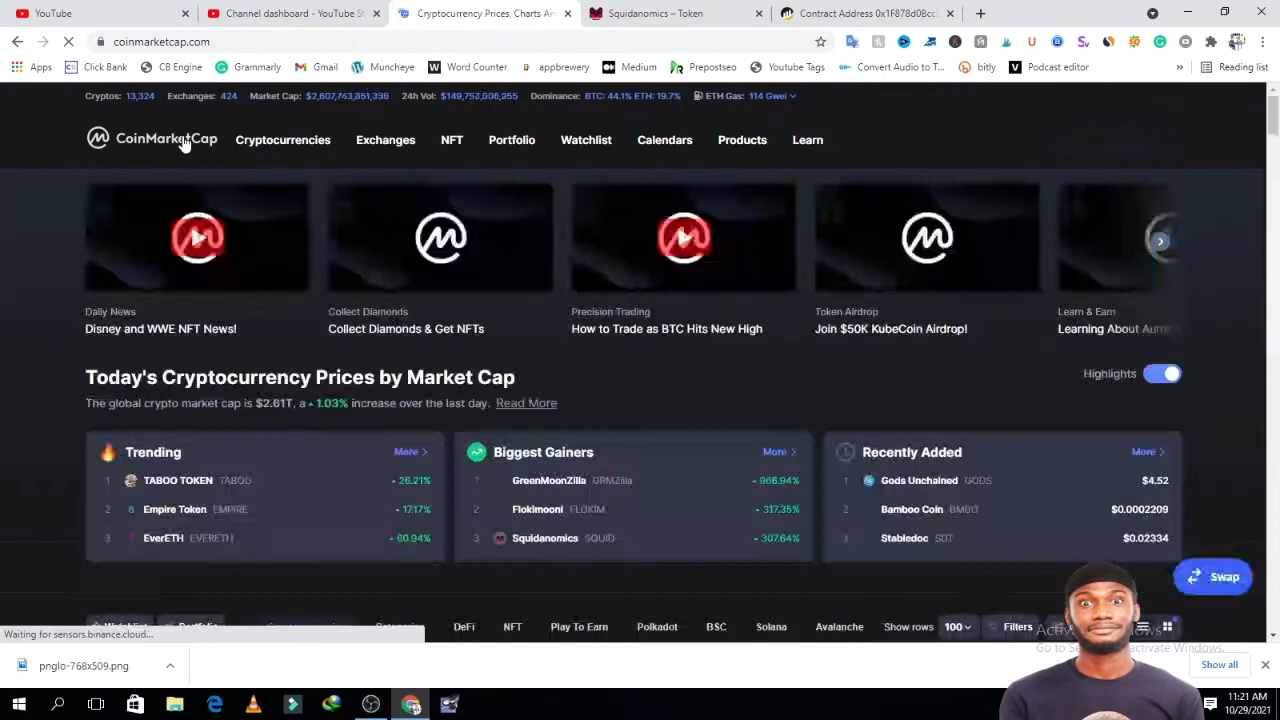 YouTube
Channel dashboard - YouTube St
Cryptocurrency Prices, Charts An
Squidanomics – Token
Contract Address 0x1F878d0Bcc
coinmarketcap.com
Apps
Click Bank
CB Engine
Grammarly
Gmail
Muncheye
Word Counter
appbrewery
Medium
Prepostseo
Youtube Tags
Convert Audio to T...
bitly
Podcast editor
Reading list
Cryptos: 13,324 Exchanges: 424 Market Cap: 24h Vol: Dominance: BTC: 44.1% ETH: 19.7% ETH Gas: 114 Gwei
CoinMarketCap
Cryptocurrencies
Exchanges
NFT
Portfolio
Watchlist
Calendars
Products
Learn
Daily News
Disney and WWE NFT News!
Collect Diamonds
Collect Diamonds & Get NFTs
Precision Trading
How to Trade as BTC Hits New High
Token Airdrop
Join $50K KubeCoin Airdrop!
Learn & Earn
Learning About
Today's Cryptocurrency Prices by Market Cap
Highlights
The global crypto market cap is $2.61T, a 1.03% increase over the last day. Read More
Trending More
1 TABOO TOKEN TABOO 26.21%
2 Empire Token EMPIRE 17.17%
3 EverETH EVERETH 60.94%
Biggest Gainers More
1 GreenMoonZilla GRMZilla 966.94%
2 Flokimooni FLOKIM 317.35%
3 Squidanomics SQUID 307.64%
Recently Added More
1 Gods Unchained GODS $4.52
2 Bamboo Coin BMBO $0.0002209
3 Stabledoc SDT $0.02334
Swap
Watchlist
Portfolio
DeFi
NFT
Play To Earn
Polkadot
BSC
Solana
Avalanche
Show rows
100
Filters
Waiting for sensors.binance.cloud...
pnglo-768x509.png
Show all
11:21 AM
10/29/2021